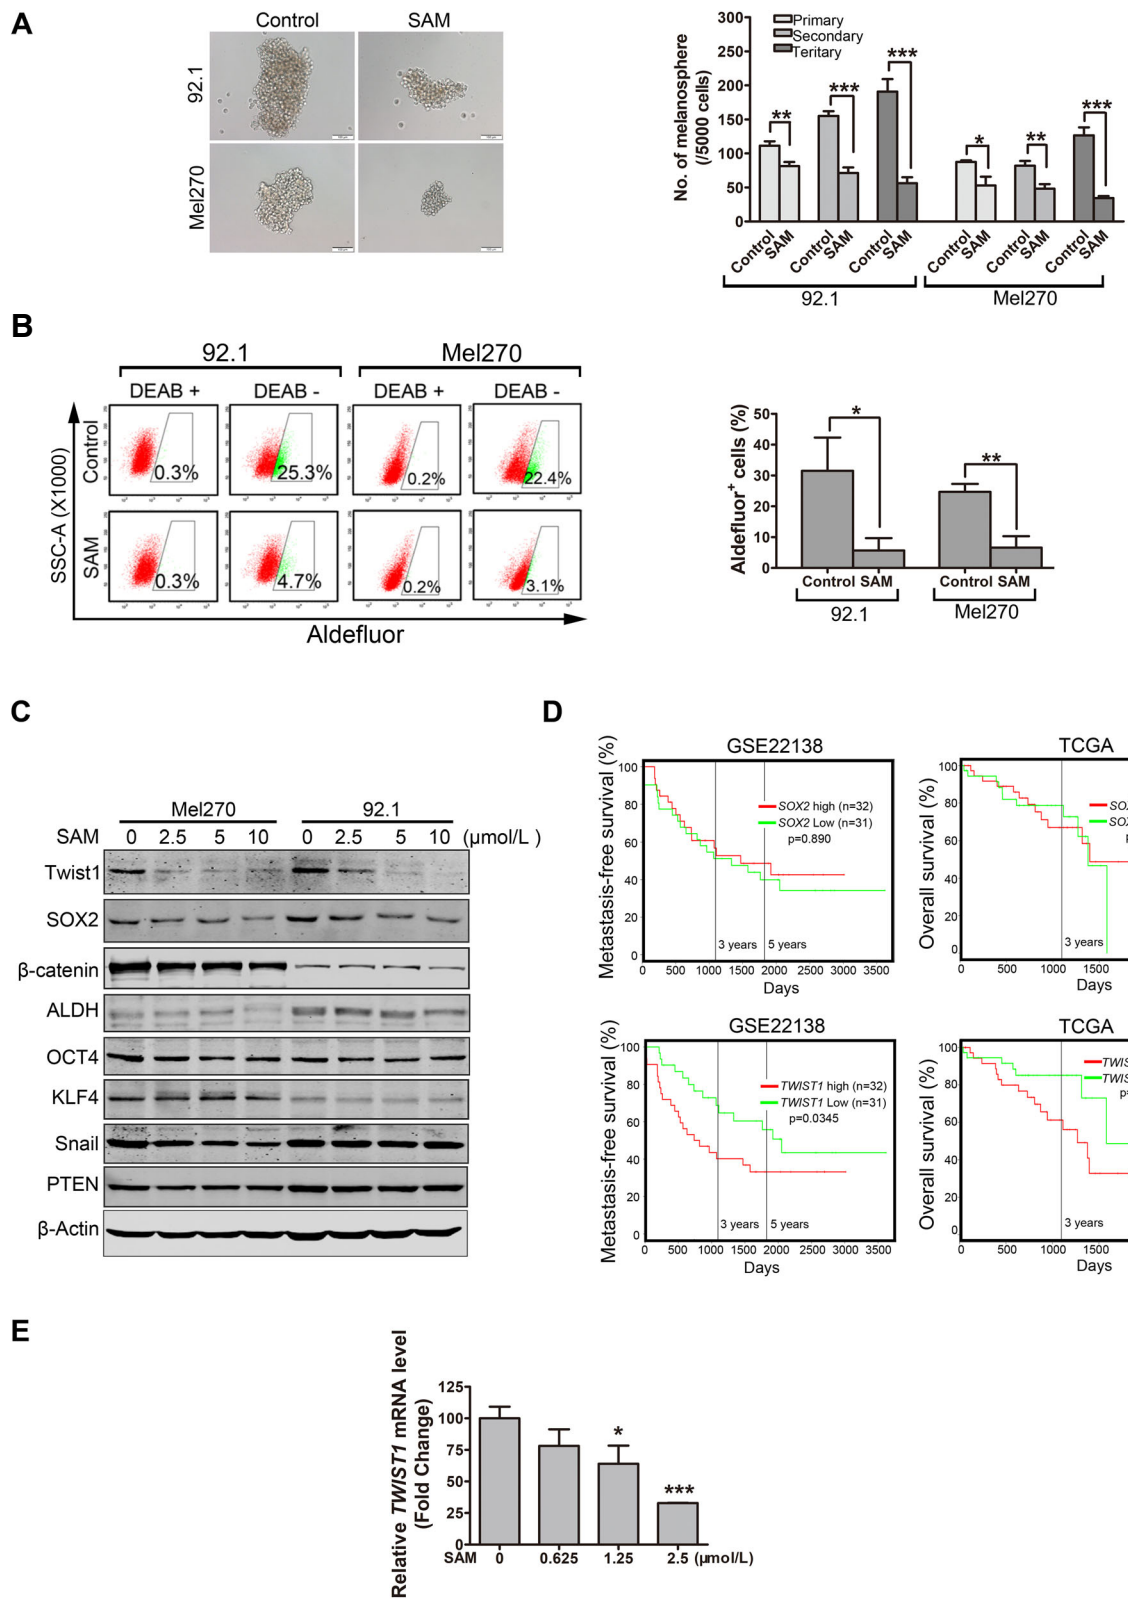 A
Control SAM
92.1
Mel270
No. of melanosphere
(/5000 cells)
300
250
200
150
100
50
0
Primary
Secondary
Teritary
** *** *** * ** ***
Control SAM Control SAM Control SAM Control SAM Control SAM Control SAM
92.1 Mel270
B
92.1 Mel270
DEAB + DEAB - DEAB + DEAB -
SSC-A (X1000)
Control
0.3% 25.3% 0.2% 22.4%
SAM
0.3% 4.7% 0.2% 3.1%
Aldefluor
Aldefluor+ cells (%)
50
40
30
20
10
0
* **
Control SAM Control SAM
92.1 Mel270
C
Mel270 92.1
SAM 0 2.5 5 10 0 2.5 5 10 (μmol/L )
Twist1
SOX2
β-catenin
ALDH
OCT4
KLF4
Snail
PTEN
β-Actin
D
GSE22138
Metastasis-free survival (%)
100
80
60
40
20
0
SOX2 high (n=32)
SOX2 Low (n=31)
p=0.890
3 years 5 years
0 500 1000 1500 2000 2500 3000 3500
Days
TCGA
Overall survival (%)
100
80
60
40
20
0
SO
SO
p
3 years
0 500 1000 1500
Days
GSE22138
Metastasis-free survival (%)
100
80
60
40
20
0
TWIST1 high (n=32)
TWIST1 Low (n=31)
p=0.0345
3 years 5 years
0 500 1000 1500 2000 2500 3000 3500
Days
TCGA
Overall survival (%)
100
80
60
40
20
0
TWIS
TWIS
p=
3 years
0 500 1000 1500
Days
E
Relative TWIST1 mRNA level
(Fold Change)
125
100
75
50
25
0
* ***
SAM 0 0.625 1.25 2.5 (μmol/L)